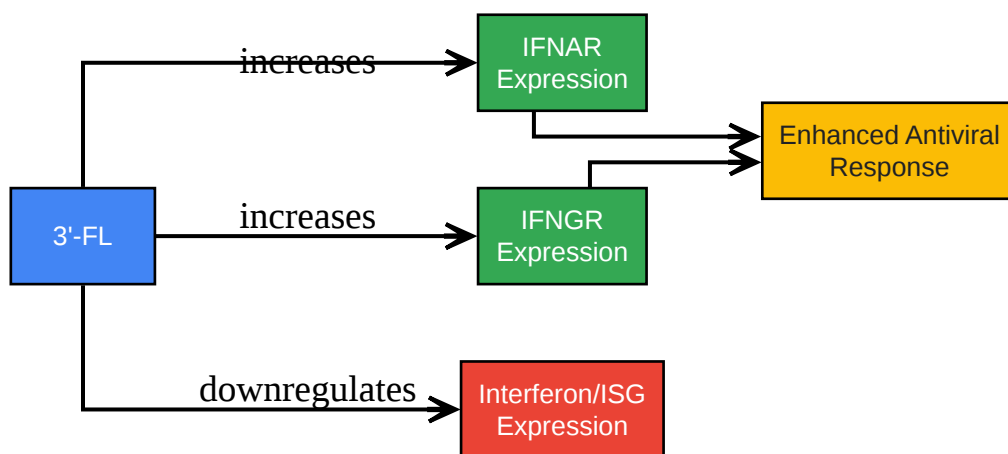 increases
IFNAR
Expression
Enhanced Antiviral
Response
3'-FL
increases
IFNGR
Expression
downregulates
Interferon/ISG
Expression